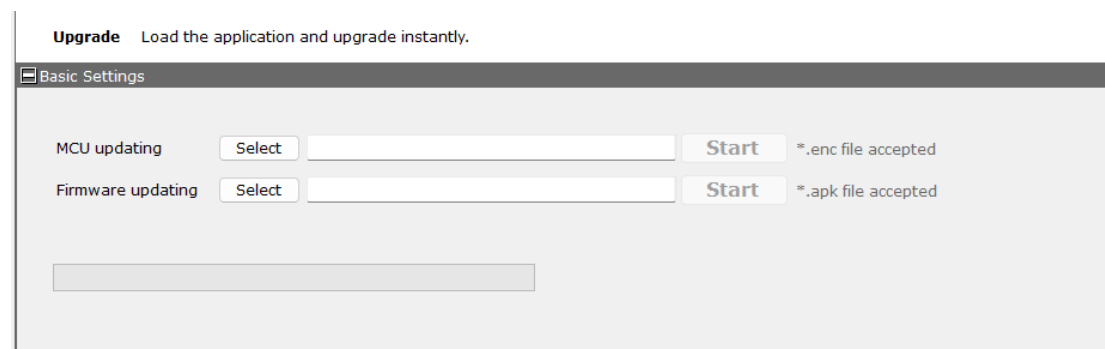 Upgrade Load the application and upgrade instantly.
Basic Settings
MCU updating Select Start *.enc file accepted
Firmware updating Select Start *.apk file accepted